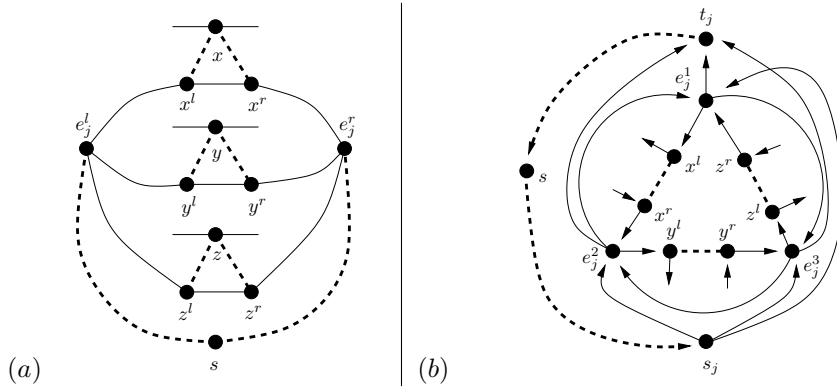 x
x^l
x^r
e_j^l
e_j^r
y
y^l
y^r
z
z^l
z^r
s
(a)
t_j
e_j^1
s
x^l
z^r
x^r
z^l
y^l
y^r
e_j^2
e_j^3
s_j
(b)